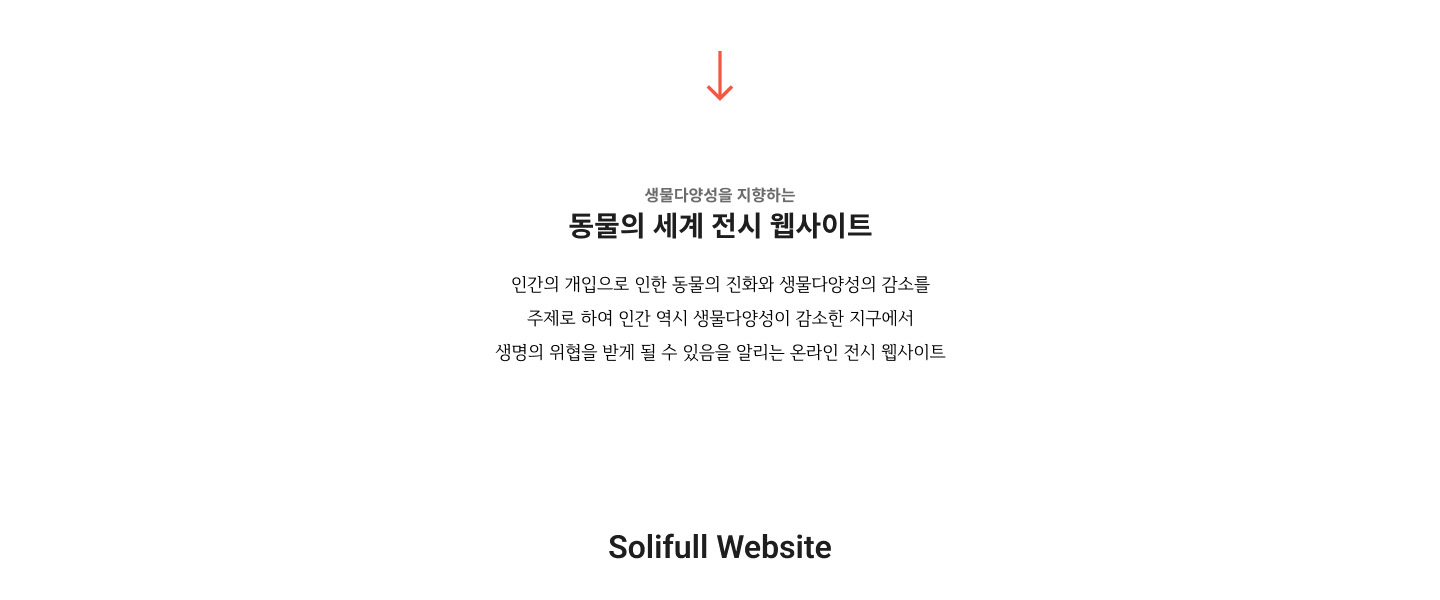 생물다양성을 지향하는
동물의 세계 전시 웹사이트
인간의 개입으로 인한 동물의 진화와 생물다양성의 감소를
주제로 하여 인간 역시 생물다양성이 감소한 지구에서
생명의 위협을 받게 될 수 있음을 알리는 온라인 전시 웹사이트
Solifull Website